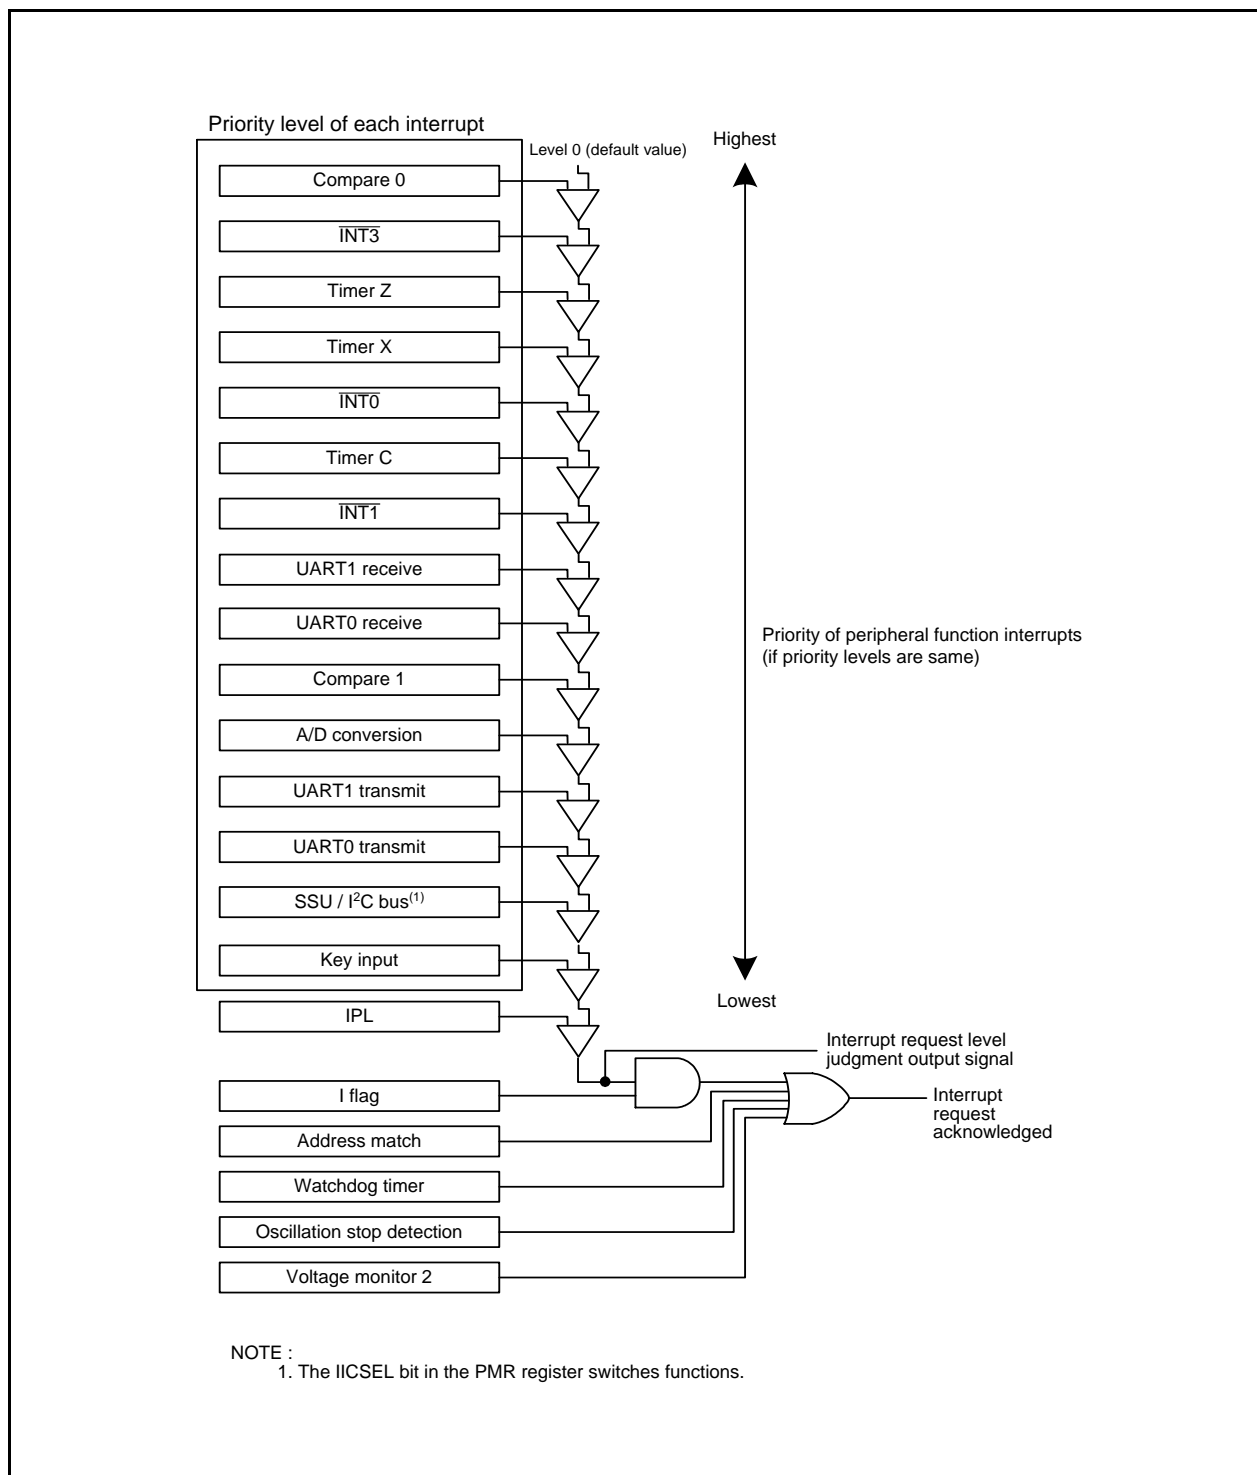 Priority level of each interrupt
Level 0 (default value)
Highest
Compare 0
INT3
Timer Z
Timer X
INT0
Timer C
INT1
UART1 receive
UART0 receive
Priority of peripheral function interrupts
(if priority levels are same)
Compare 1
A/D conversion
UART1 transmit
UART0 transmit
SSU / I²C bus⁽¹⁾
Key input
Lowest
IPL
Interrupt request level
judgment output signal
I flag
Interrupt
request
acknowledged
Address match
Watchdog timer
Oscillation stop detection
Voltage monitor 2
NOTE :
1. The IICSEL bit in the PMR register switches functions.